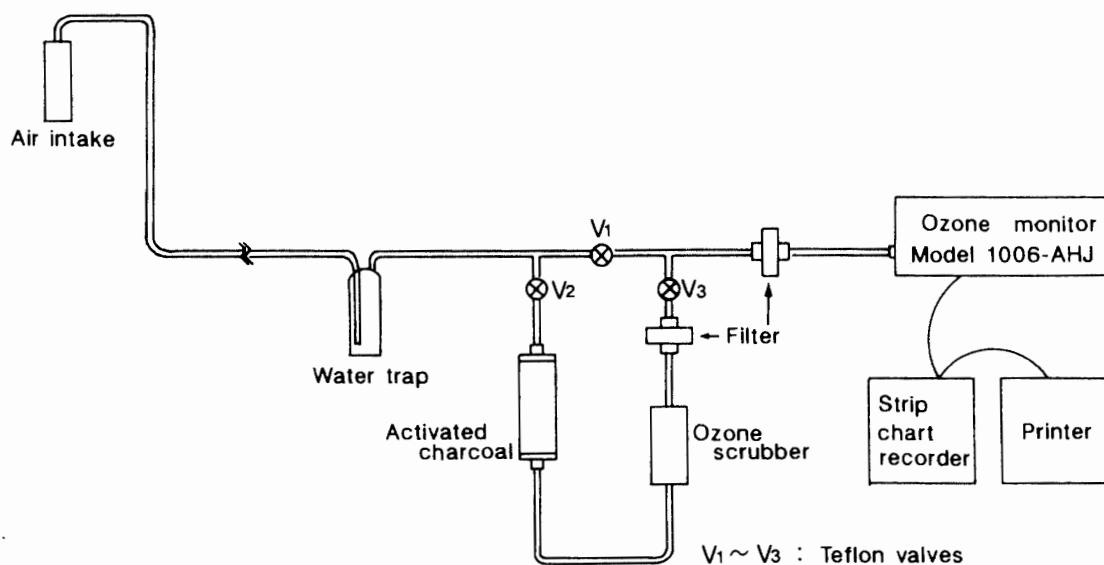 Air intake
V1
Ozone monitor
Model 1006-AHJ
V2
V3
Filter
Water trap
Activated
charcoal
Ozone
scrubber
Strip
chart
recorder
Printer
V1 ~ V3 : Teflon valves